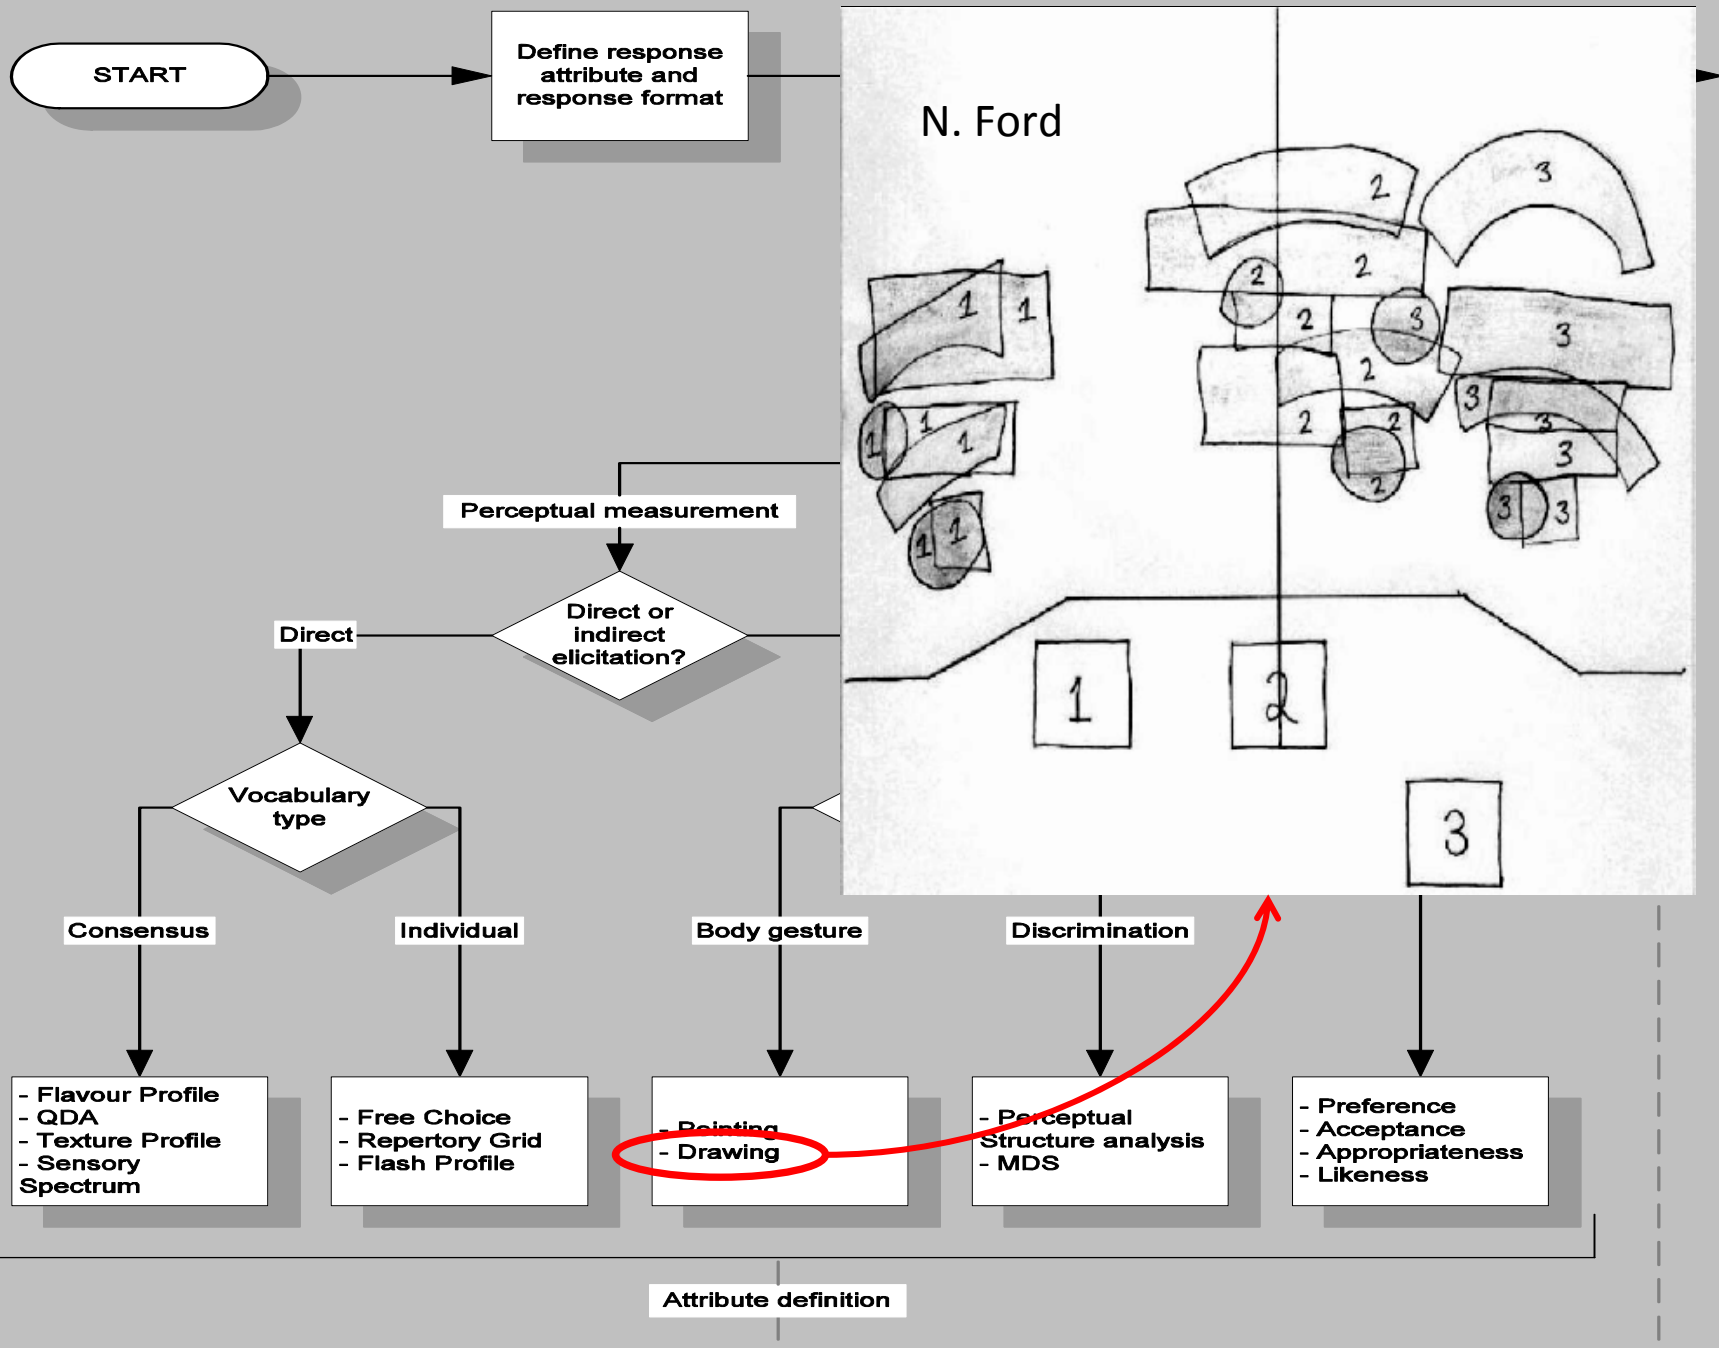 START
Define response
attribute and
response format
N. Ford
2
3
2
2
1
1
2
3
3
2
3
1
1
1
2
2
3
3
2
1
1
3
3
Perceptual measurement
Direct or
indirect
elicitation?
Direct
1
2
3
Vocabulary
type
Consensus
Individual
Body gesture
Discrimination
- Flavour Profile
- QDA
- Texture Profile
- Sensory
Spectrum
- Free Choice
- Repertory Grid
- Flash Profile
- Pointing
- Drawing
- Perceptual
Structure analysis
- MDS
- Preference
- Acceptance
- Appropriateness
- Likeness
Attribute definition